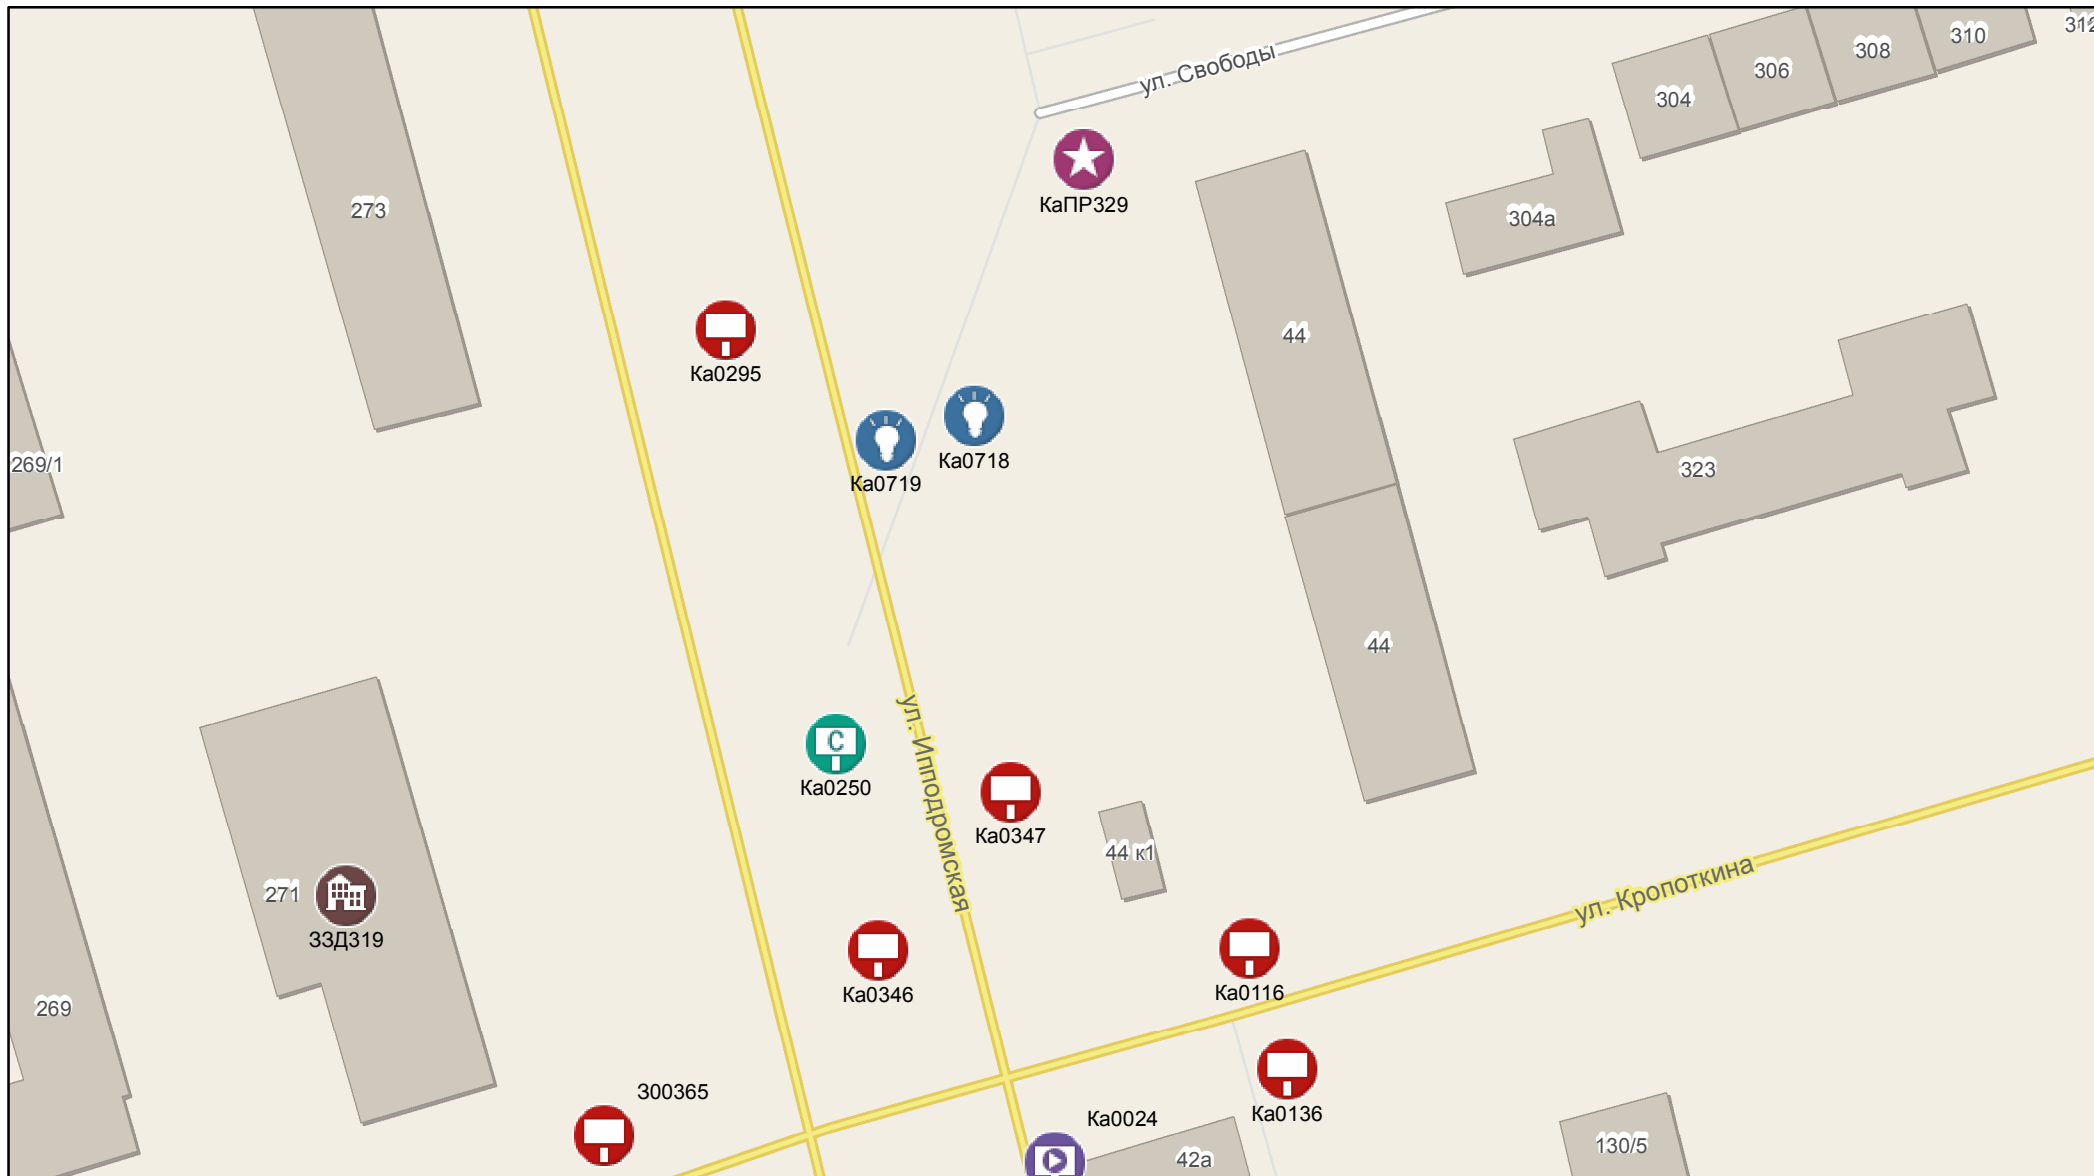 310
312
ул. Свободы
308
306
304
КаПР329
273
304а
44
Ка0295
269/1
Ка0718
323
Ка0719
44
ул. Ипподромская
Ка0250
Ка0347
44 к1
ул. Кропоткина
271
ЗЗД319
Ка0346
Ка0116
269
З00365
Ка0024
Ка0136
42а
130/5
С